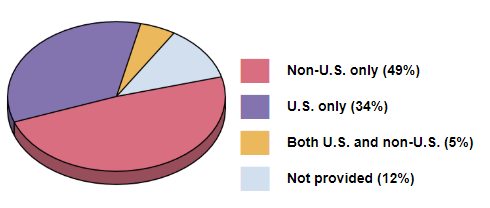 Non-U.S. only (49%)
U.S. only (34%)
Both U.S. and non-U.S. (5%)
Not provided (12%)